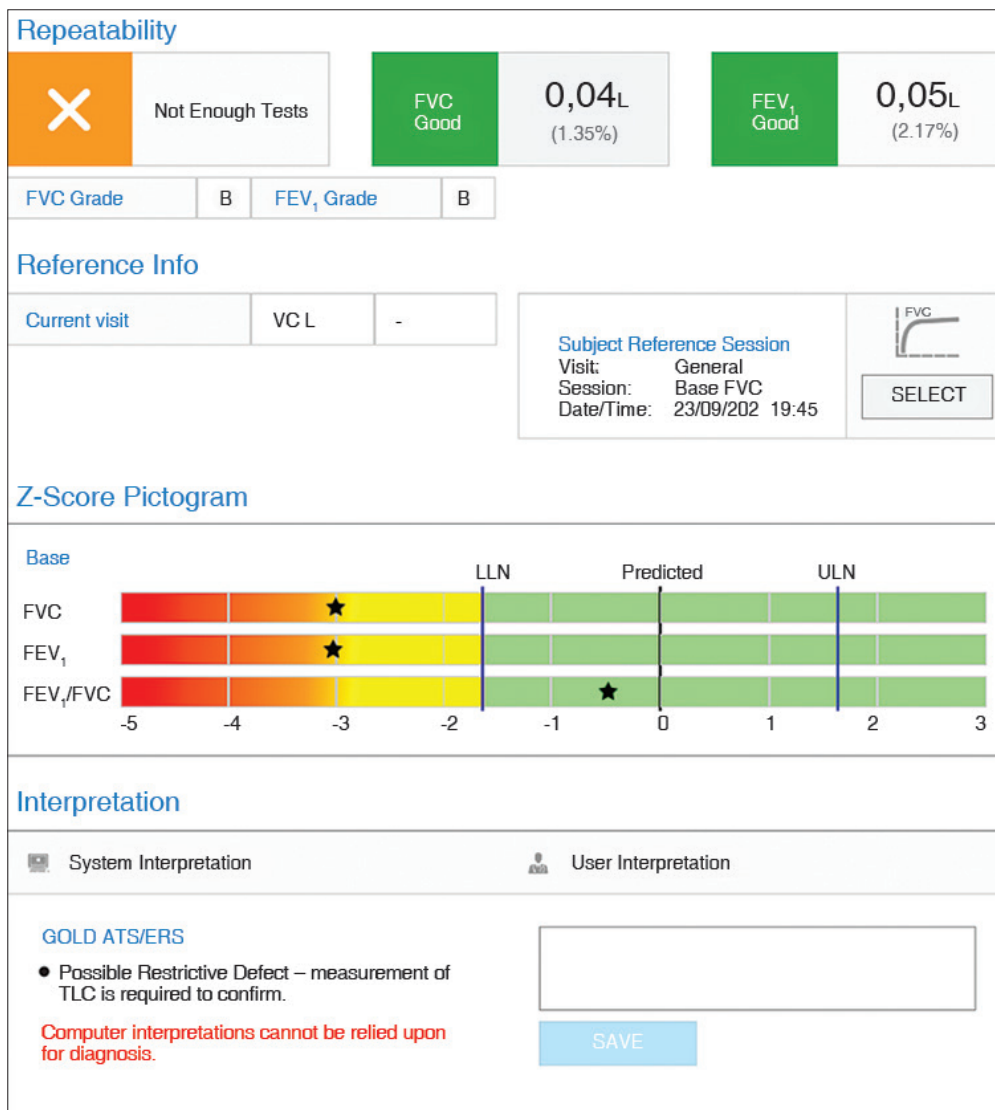 Repeatability
Not Enough Tests
FVC
Good
0,04L
(1.35%)
FEV1
Good
0,05L
(2.17%)
FVC Grade B FEV1 Grade B
Reference Info
Current visit VC L -
Subject Reference Session
Visit: General
Session: Base FVC
Date/Time: 23/09/202 19:45
FVC
SELECT
Z-Score Pictogram
Base
LLN Predicted ULN
FVC
FEV1
FEV1/FVC
-5 -4 -3 -2 -1 0 1 2 3
Interpretation
System Interpretation
User Interpretation
GOLD ATS/ERS
● Possible Restrictive Defect – measurement of
TLC is required to confirm.
Computer interpretations cannot be relied upon
for diagnosis.
SAVE